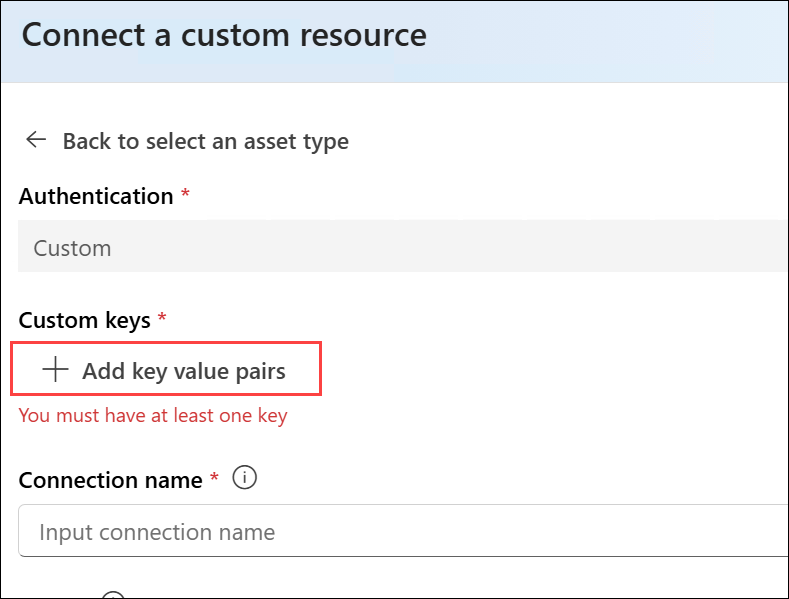 Connect a custom resource
Back to select an asset type
Authentication *
Custom
Custom keys *
Add key value pairs
You must have at least one key
Connection name *
Input connection name